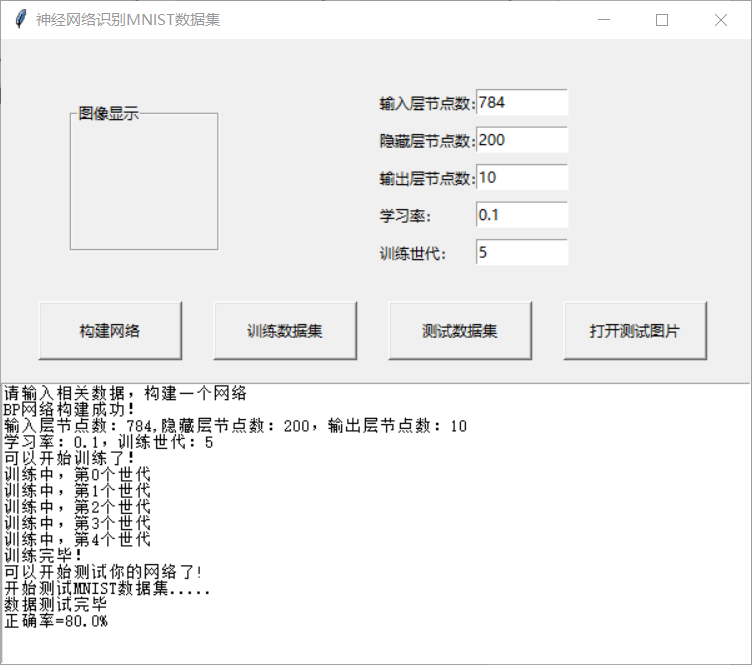 神经网络识别MNIST数据集
图像显示
输入层节点数:784
隐藏层节点数:200
输出层节点数:10
学习率: 0.1
训练世代: 5
构建网络 训练数据集 测试数据集 打开测试图片
请输入相关数据，构建一个网络
BP网络构建成功！
输入层节点数：784,隐藏层节点数：200，输出层节点数：10
学习率：0.1，训练世代：5
可以开始训练了！
训练中，第0个世代
训练中，第1个世代
训练中，第2个世代
训练中，第3个世代
训练中，第4个世代
训练完毕！
可以开始测试你的网络了!
开始测试MNIST数据集.....
数据测试完毕
正确率=80.0%